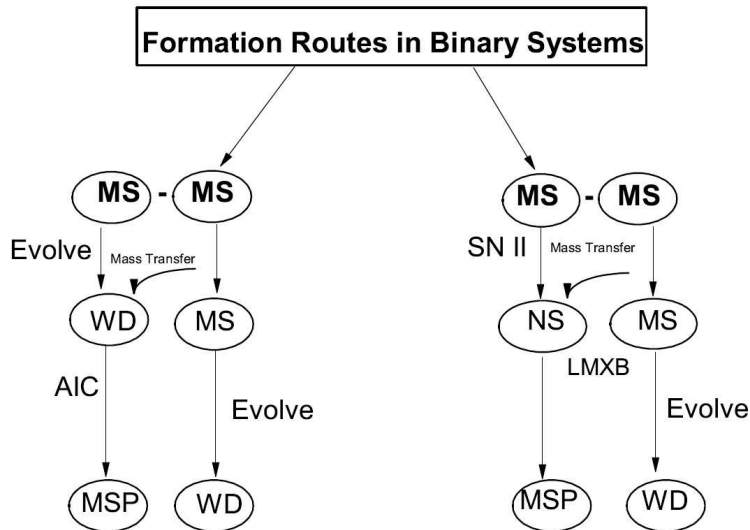 Formation Routes in Binary Systems
MS - MS
MS - MS
Evolve
Mass Transfer
SN II
Mass Transfer
WD
MS
NS
MS
AIC
Evolve
LMXB
Evolve
MSP
WD
MSP
WD